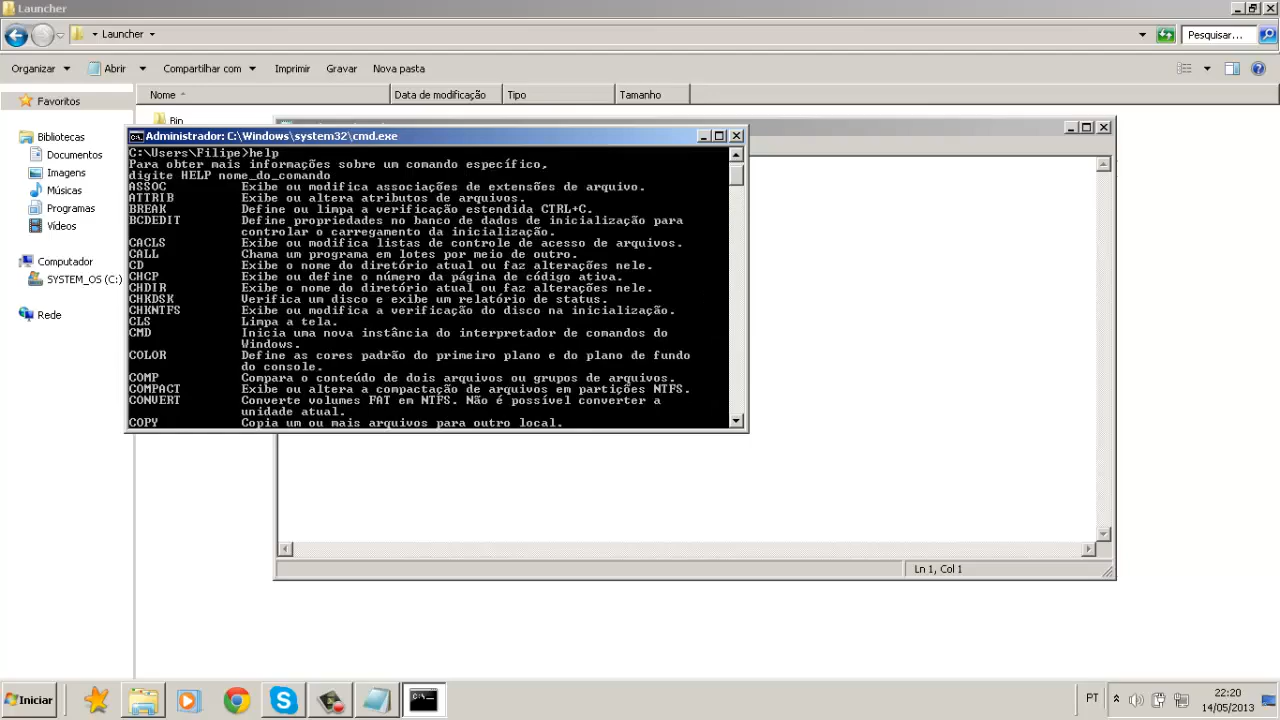 Launcher
Launcher
Pesquisar...
Organizar
Abrir
Compartilhar com
Imprimir
Gravar
Nova pasta
Favoritos
Bibliotecas
Documentos
Imagens
Músicas
Programas
Vídeos
Computador
SYSTEM_OS (C:)
Rede
Nome
Data de modificação
Tipo
Tamanho
Bin
Administrador: C:\Windows\system32\cmd.exe
C:\Users\Filipe>help
Para obter mais informações sobre um comando específico,
digite HELP nome_do_comando
ASSOC Exibe ou modifica associações de extensões de arquivo.
ATTRIB Exibe ou altera atributos de arquivos.
BREAK Define ou limpa a verificação estendida CTRL+C.
BCDEDIT Define propriedades no banco de dados de inicialização para
controlar o carregamento da inicialização.
CACLS Exibe ou modifica listas de controle de acesso de arquivos.
CALL Chama um programa em lotes por meio de outro.
CD Exibe o nome do diretório atual ou faz alterações nele.
CHCP Exibe ou define o número da página de código ativa.
CHDIR Exibe o nome do diretório atual ou faz alterações nele.
CHKDSK Verifica um disco e exibe um relatório de status.
CHKNTFS Exibe ou modifica a verificação do disco na inicialização.
CLS Limpa a tela.
CMD Inicia uma nova instância do interpretador de comandos do
Windows.
COLOR Define as cores padrão do primeiro plano e do plano de fundo
do console.
COMP Compara o conteúdo de dois arquivos ou grupos de arquivos.
COMPACT Exibe ou altera a compactação de arquivos em partições NTFS.
CONVERT Converte volumes FAT em NTFS. Não é possível converter a
unidade atual.
COPY Copia um ou mais arquivos para outro local.
Ln 1, Col 1
Iniciar
PT
22:20
14/05/2013